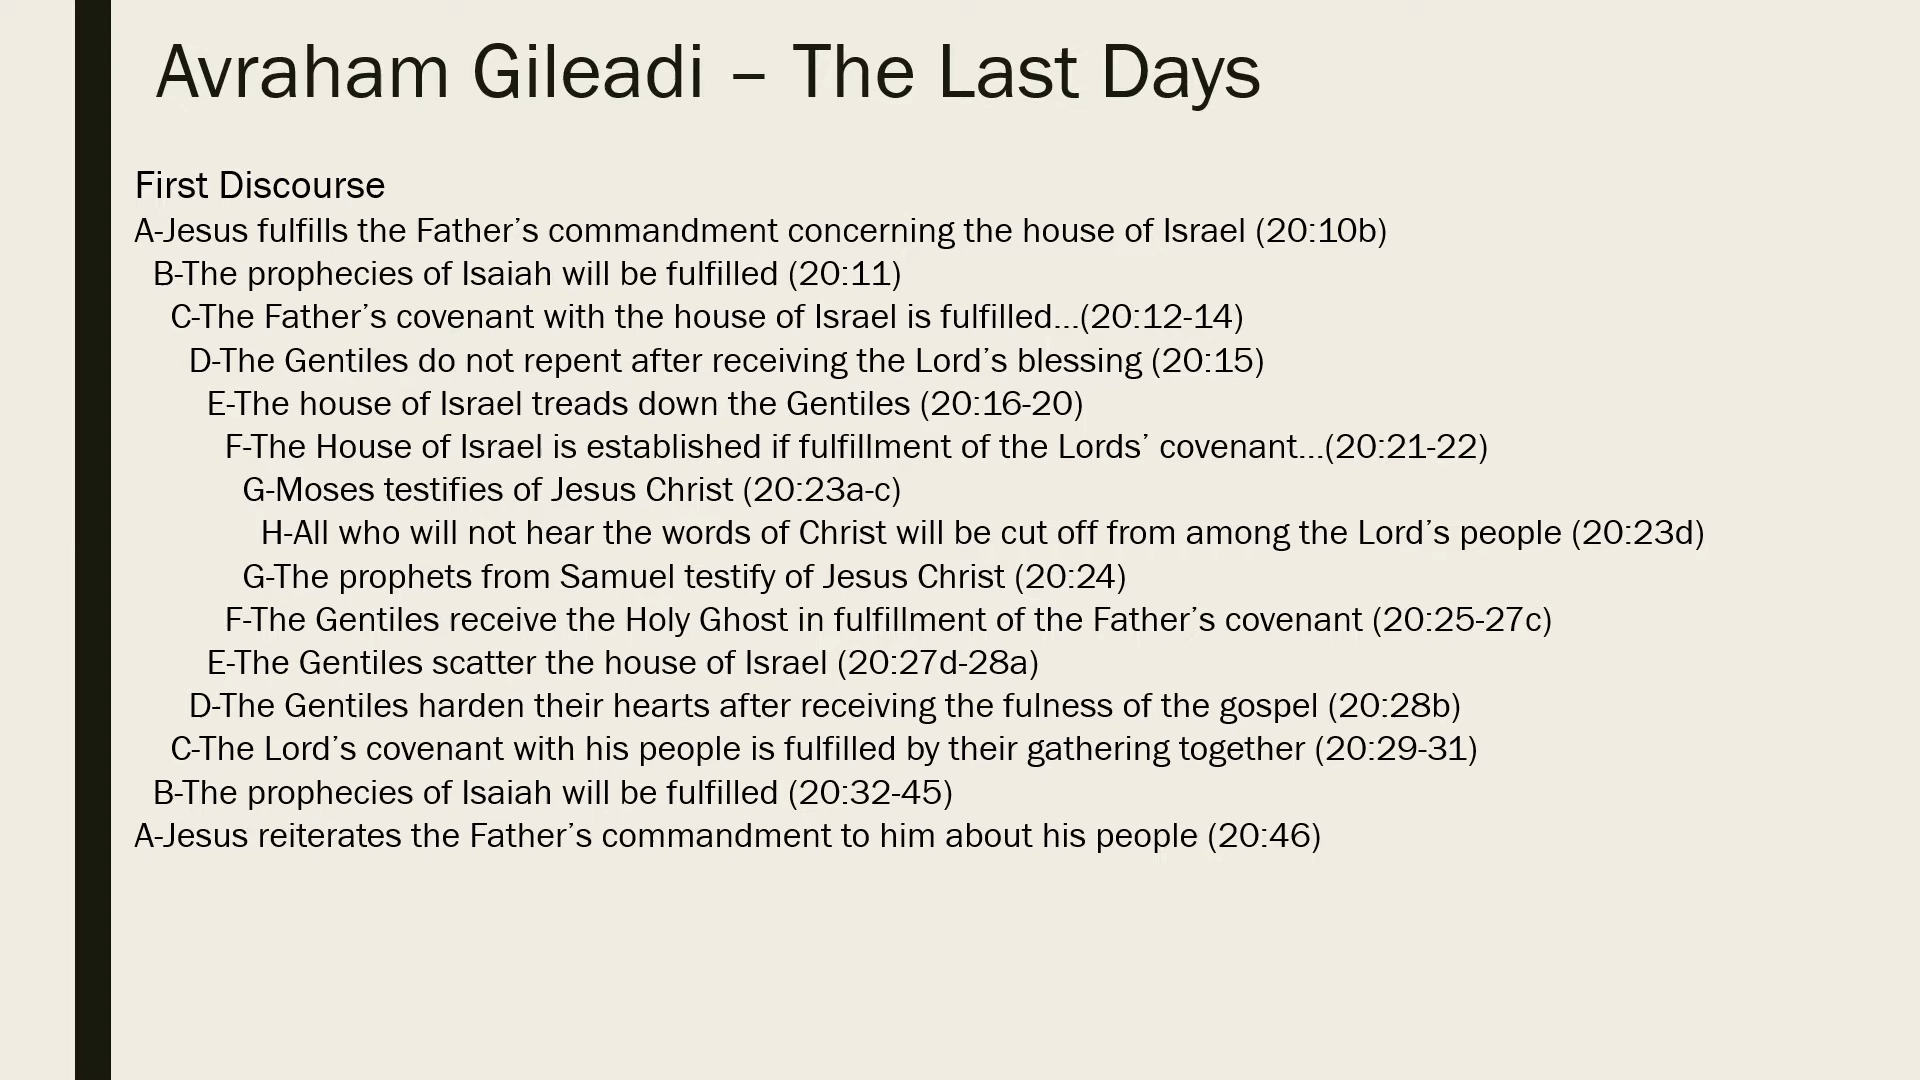 Avraham Gileadi – The Last Days
First Discourse
A-Jesus fulfills the Father’s commandment concerning the house of Israel (20:10b)
B-The prophecies of Isaiah will be fulfilled (20:11)
C-The Father’s covenant with the house of Israel is fulfilled...(20:12-14)
D-The Gentiles do not repent after receiving the Lord’s blessing (20:15)
E-The house of Israel treads down the Gentiles (20:16-20)
F-The House of Israel is established if fulfillment of the Lords’ covenant...(20:21-22)
G-Moses testifies of Jesus Christ (20:23a-c)
H-All who will not hear the words of Christ will be cut off from among the Lord’s people (20:23d)
G-The prophets from Samuel testify of Jesus Christ (20:24)
F-The Gentiles receive the Holy Ghost in fulfillment of the Father’s covenant (20:25-27c)
E-The Gentiles scatter the house of Israel (20:27d-28a)
D-The Gentiles harden their hearts after receiving the fulness of the gospel (20:28b)
C-The Lord’s covenant with his people is fulfilled by their gathering together (20:29-31)
B-The prophecies of Isaiah will be fulfilled (20:32-45)
A-Jesus reiterates the Father’s commandment to him about his people (20:46)